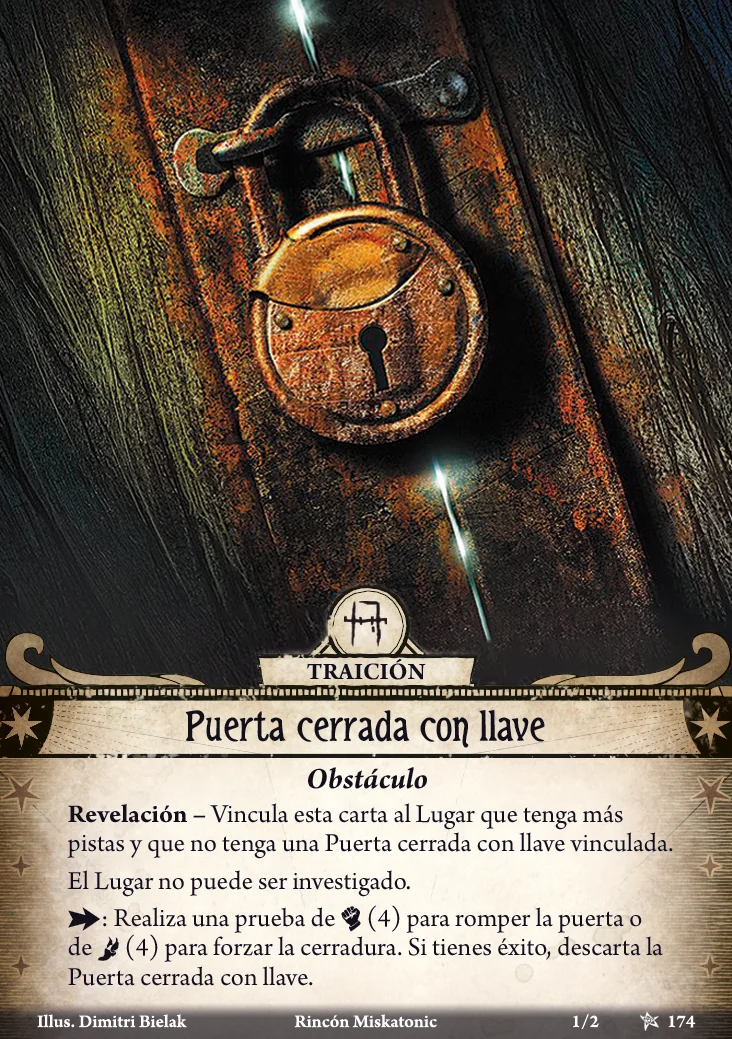 TRAICIÓN
Puerta cerrada con llave
Obstáculo
Revelación – Vincula esta carta al Lugar que tenga más
pistas y que no tenga una Puerta cerrada con llave vinculada.
El Lugar no puede ser investigado.
: Realiza una prueba de (4) para romper la puerta o
de (4) para forzar la cerradura. Si tienes éxito, descarta la
Puerta cerrada con llave.
Illus. Dimitri Bielak Rincón Miskatonic 1/2 174